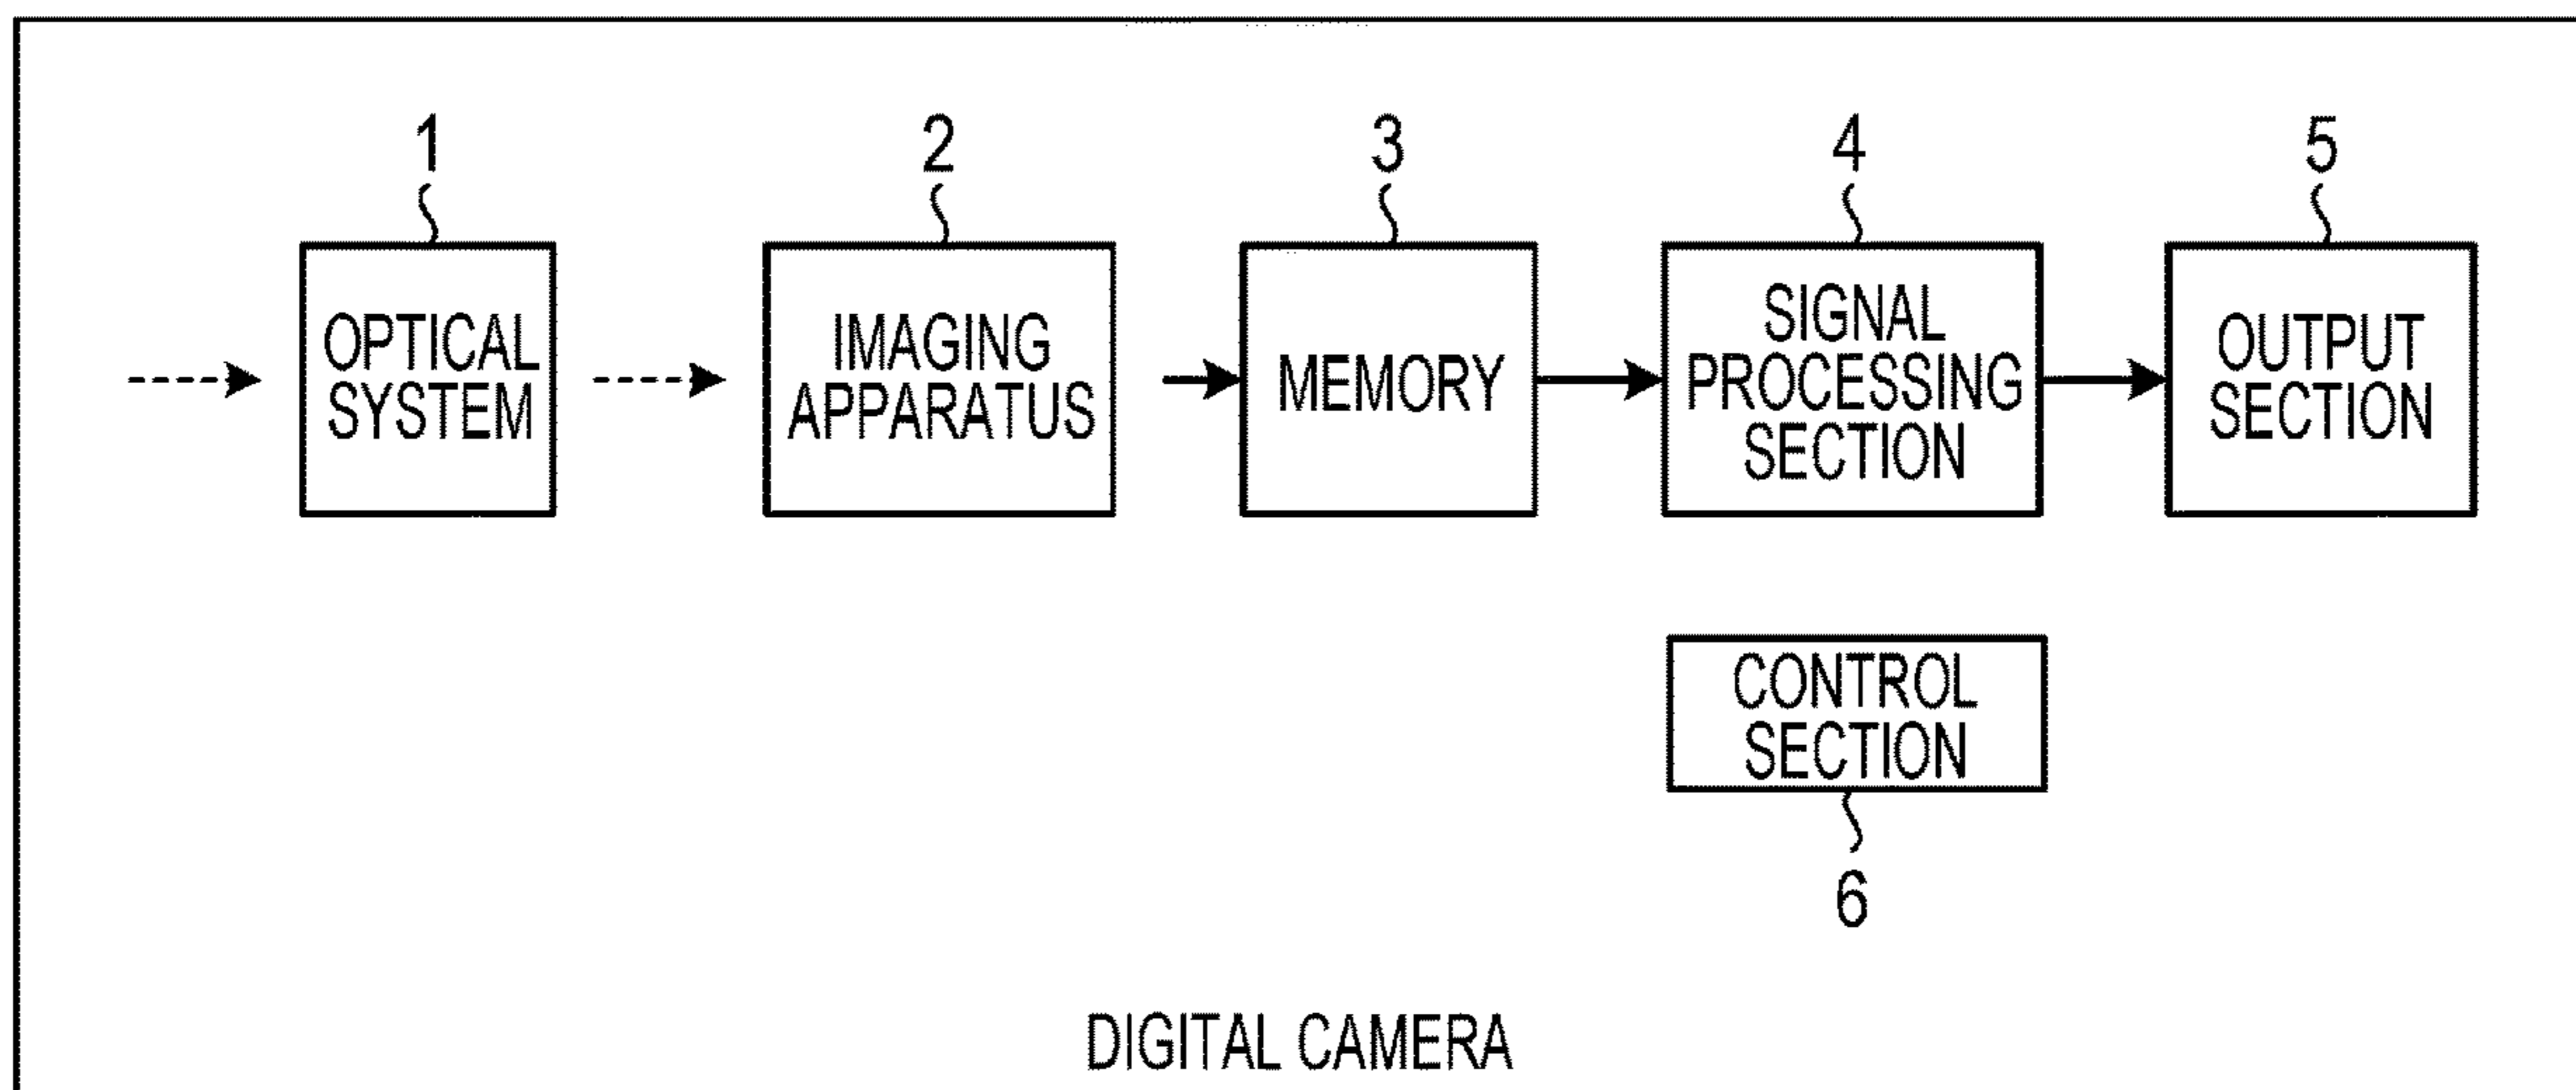 1
2
3
4
5
OPTICAL
SYSTEM
IMAGING
APPARATUS
MEMORY
SIGNAL
PROCESSING
SECTION
OUTPUT
SECTION
CONTROL
SECTION
6
DIGITAL CAMERA